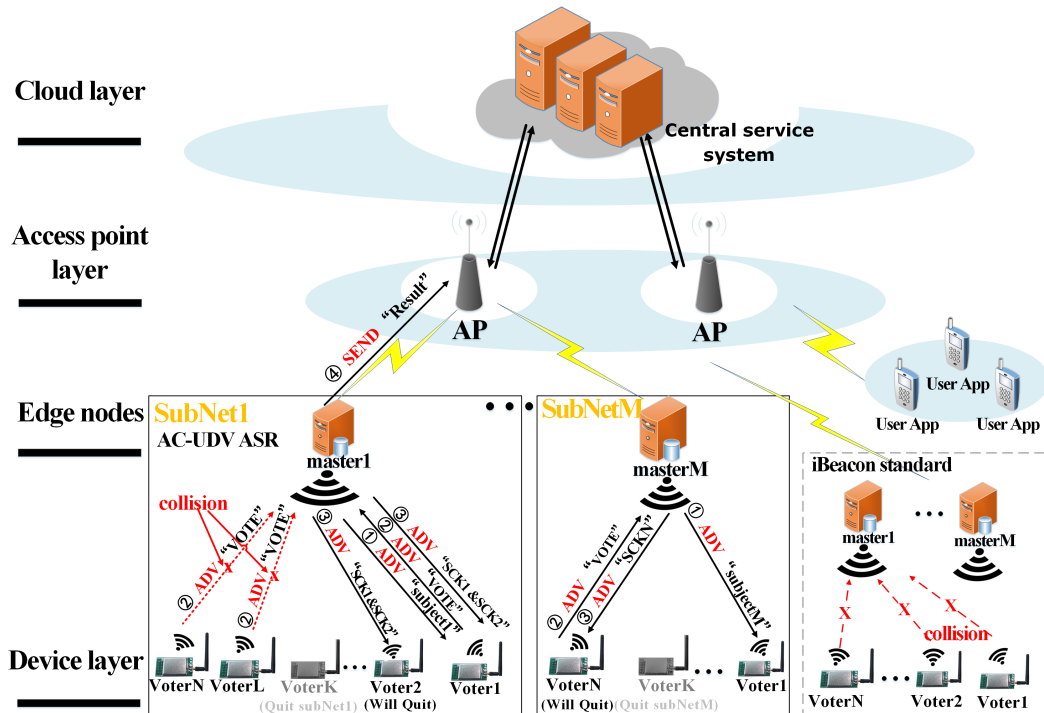 Cloud layer
Central service
system
Access point
layer
AP
AP
④ SEND “Result”
User App
User App
User App
Edge nodes
SubNet1
AC-UDV ASR
master1
collision
② ADV “VOTE”
② ADV “VOTE”
③ ADV “SCK1&SCK2”
① ADV “subject1”
② ADV “VOTE”
③ ADV “SCK1&SCK2”
X
X
• • •
SubNetM
masterM
② ADV “VOTE”
③ ADV “SCKN”
① ADV “subjectM”
iBeacon standard
master1
• • •
masterM
X
X
X
collision
Device layer
VoterN
VoterL
VoterK
(Quit subNet1)
• • •
Voter2
(Will Quit)
Voter1
VoterN
(Will Quit)
VoterK
(Quit subNetM)
• • •
Voter1
VoterN
• • •
Voter2
Voter1